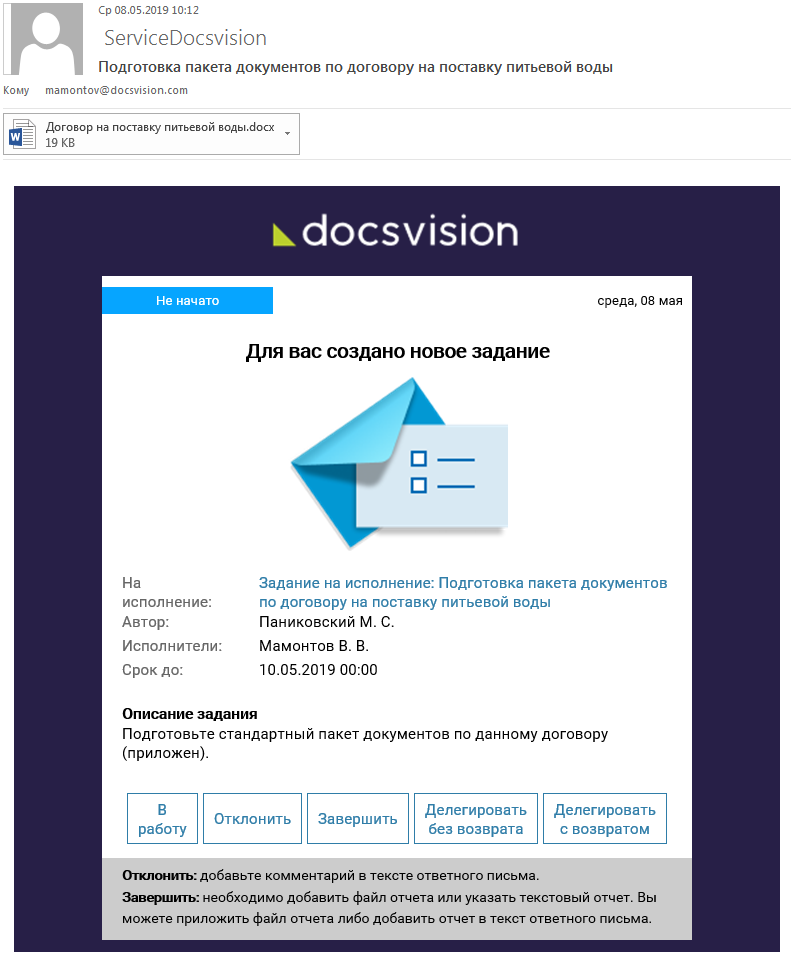 Ср 08.05.2019 10:12
ServiceDocsvision
Подготовка пакета документов по договору на поставку питьевой воды
Кому mamontov@docsvision.com
Договор на поставку питьевой воды.docx
19 KB
docsvision
Не начато
среда, 08 мая
Для вас создано новое задание
На исполнение:
Задание на исполнение: Подготовка пакета документов
по договору на поставку питьевой воды
Автор: Паниковский М. С.
Исполнители: Мамонтов В. В.
Срок до: 10.05.2019 00:00
Описание задания
Подготовьте стандартный пакет документов по данному договору
(приложен).
В работу
Отклонить
Завершить
Делегировать без возврата
Делегировать с возвратом
Отклонить: добавьте комментарий в тексте ответного письма.
Завершить: необходимо добавить файл отчета или указать текстовый отчет. Вы
можете приложить файл отчета либо добавить отчет в текст ответного письма.